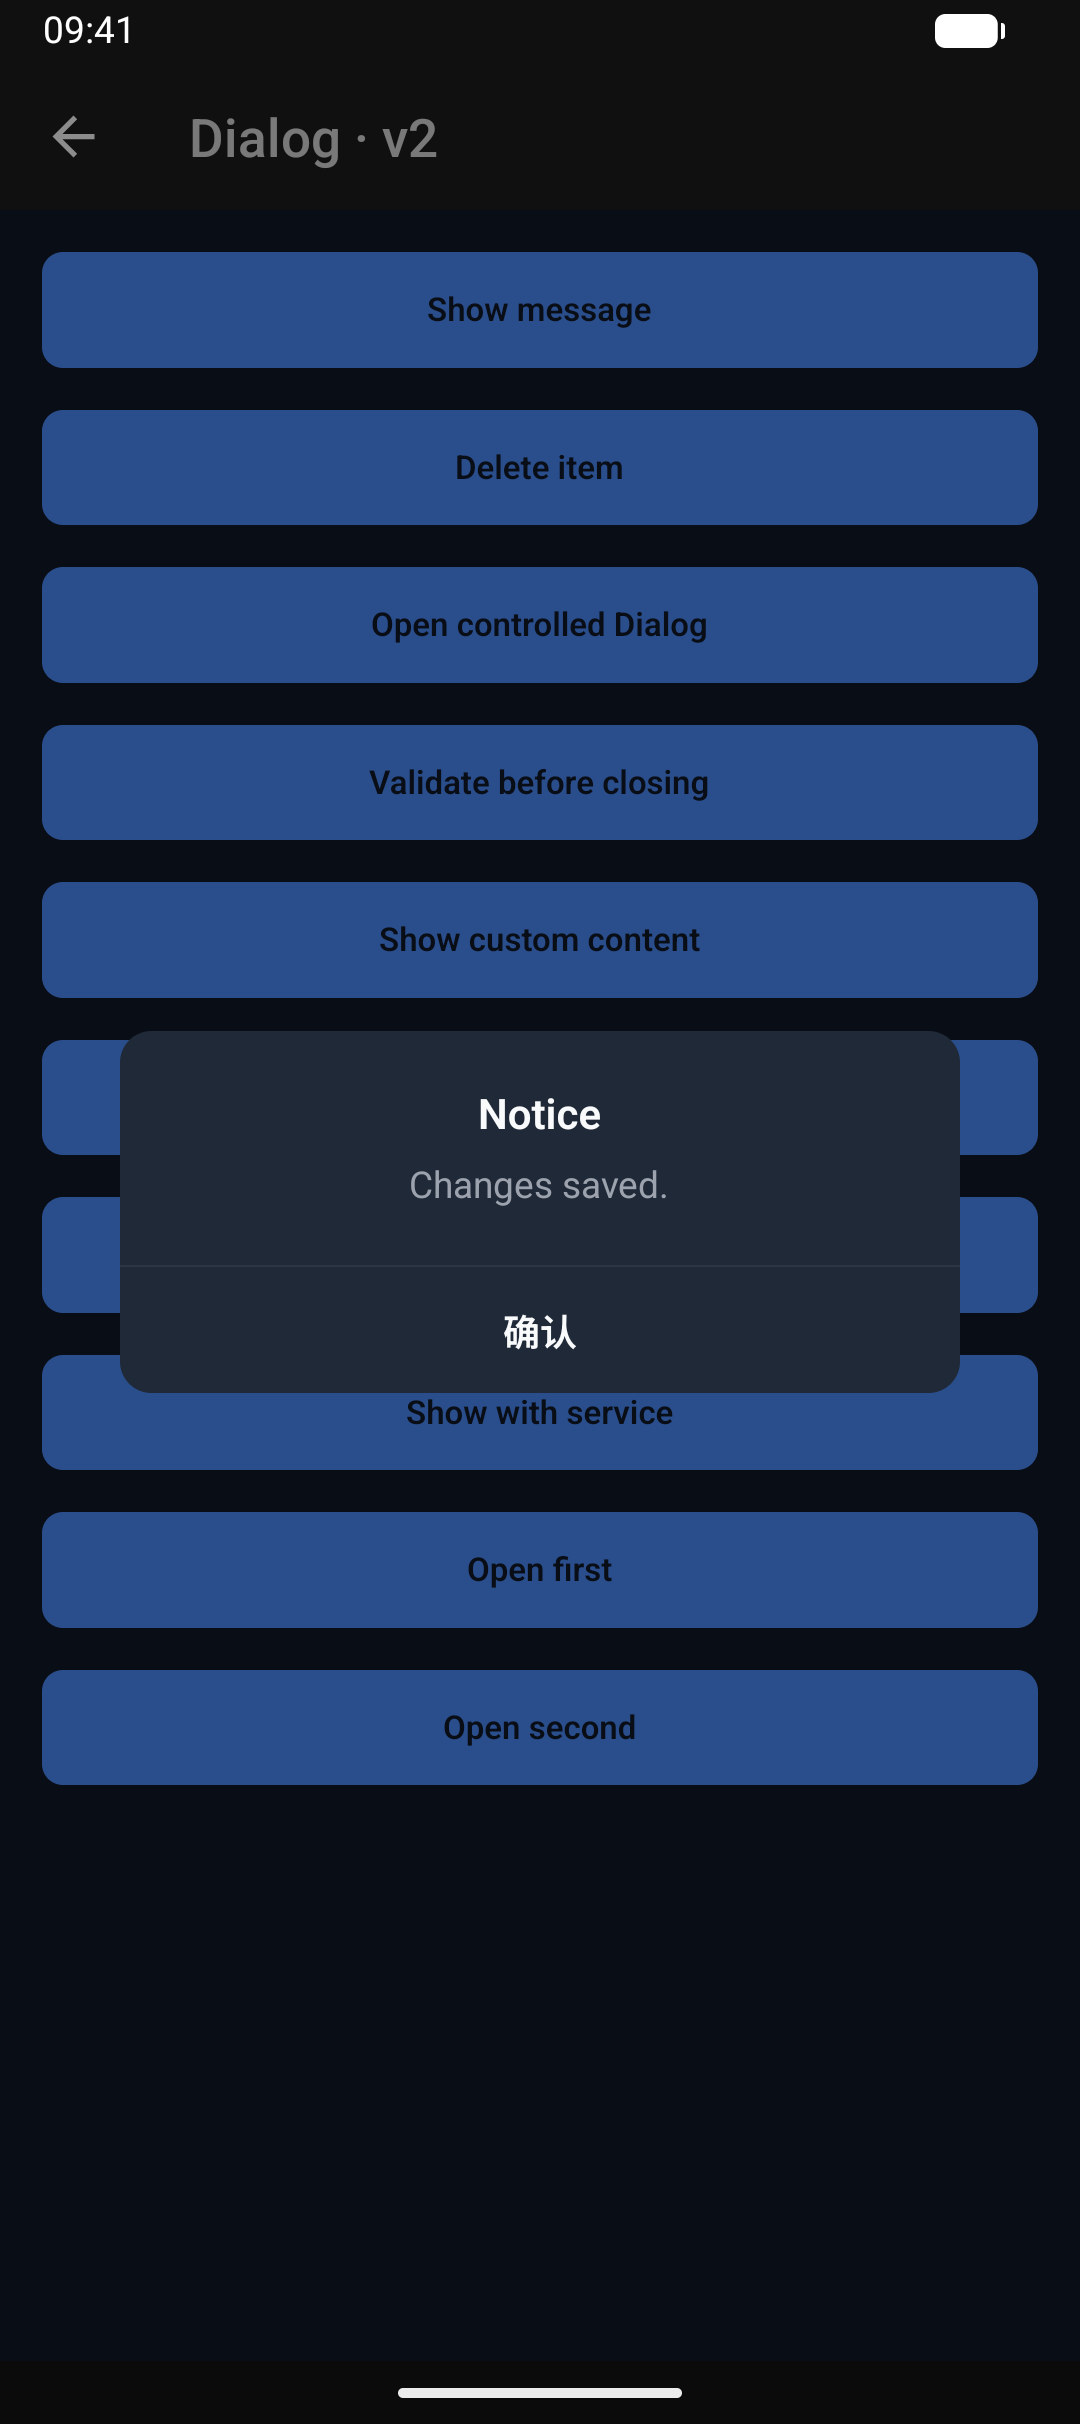 09:41
Dialog · v2
Show message
Delete item
Open controlled Dialog
Validate before closing
Show custom content
Notice
Changes saved.
确认
Show with service
Open first
Open second